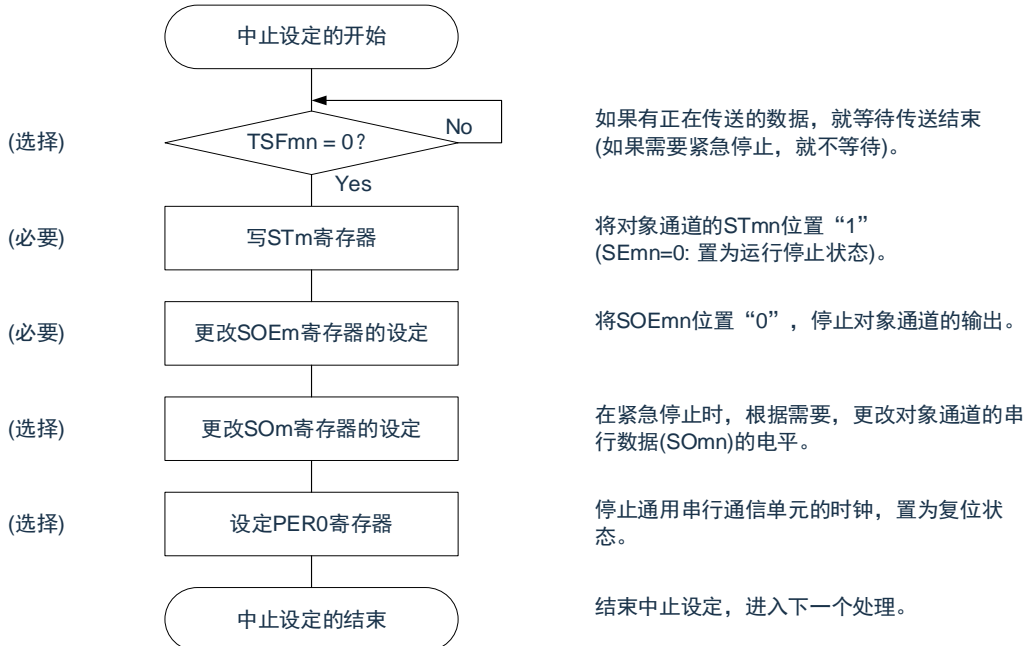 中止设定的开始
(选择)
TSFmn = 0?
No
Yes
如果有正在传送的数据，就等待传送结束
(如果需要紧急停止，就不等待)。
(必要)
写STm寄存器
将对象通道的STmn位置“1”
(SEmn=0: 置为运行停止状态)。
(必要)
更改SOEm寄存器的设定
将SOEmn位置“0”，停止对象通道的输出。
(选择)
更改SOm寄存器的设定
在紧急停止时，根据需要，更改对象通道的串
行数据(SOmn)的电平。
(选择)
设定PER0寄存器
停止通用串行通信单元的时钟，置为复位状
态。
中止设定的结束
结束中止设定，进入下一个处理。